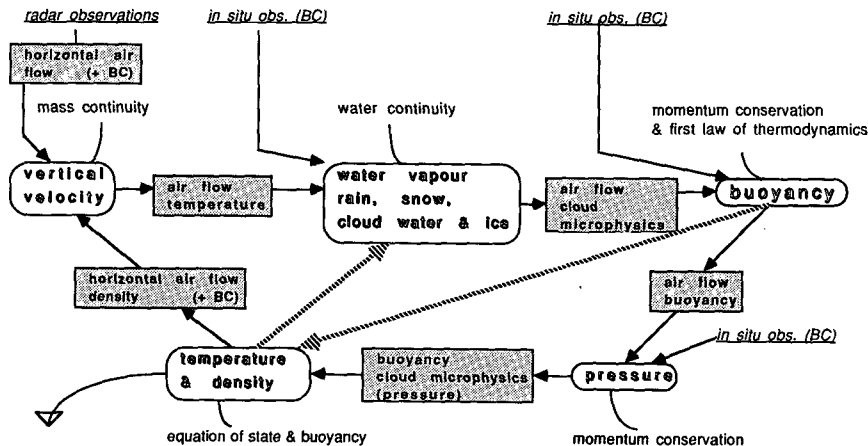 radar observations
in situ obs. (BC)
in situ obs. (BC)
horizontal air
flow (+ BC)
mass continuity
water continuity
momentum conservation
& first law of thermodynamics
vertical
velocity
air flow
temperature
water vapour
rain, snow,
cloud water & ice
air flow
cloud
microphysics
buoyancy
horizontal air flow
density (+ BC)
air flow
buoyancy
in situ obs. (BC)
temperature
& density
buoyancy
cloud microphysics
(pressure)
pressure
equation of state & buoyancy
momentum conservation